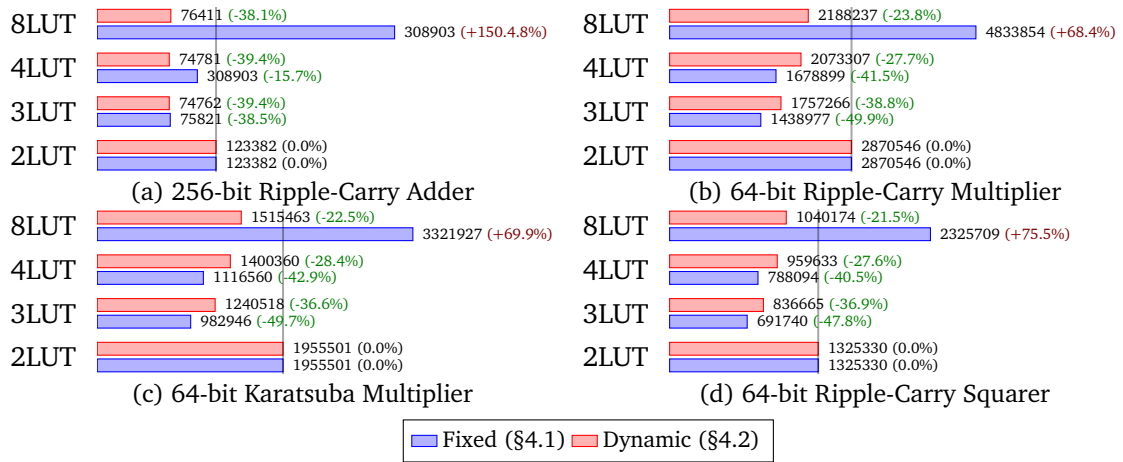 8LUT
76411 (-38.1%)
308903 (+150.4.8%)
4LUT
74781 (-39.4%)
308903 (-15.7%)
3LUT
74762 (-39.4%)
75821 (-38.5%)
2LUT
123382 (0.0%)
123382 (0.0%)
(a) 256-bit Ripple-Carry Adder
8LUT
2188237 (-23.8%)
4833854 (+68.4%)
4LUT
2073307 (-27.7%)
1678899 (-41.5%)
3LUT
1757266 (-38.8%)
1438977 (-49.9%)
2LUT
2870546 (0.0%)
2870546 (0.0%)
(b) 64-bit Ripple-Carry Multiplier
8LUT
1515463 (-22.5%)
3321927 (+69.9%)
4LUT
1400360 (-28.4%)
1116560 (-42.9%)
3LUT
1240518 (-36.6%)
982946 (-49.7%)
2LUT
1955501 (0.0%)
1955501 (0.0%)
(c) 64-bit Karatsuba Multiplier
8LUT
1040174 (-21.5%)
2325709 (+75.5%)
4LUT
959633 (-27.6%)
788094 (-40.5%)
3LUT
836665 (-36.9%)
691740 (-47.8%)
2LUT
1325330 (0.0%)
1325330 (0.0%)
(d) 64-bit Ripple-Carry Squarer
Fixed (§4.1) Dynamic (§4.2)